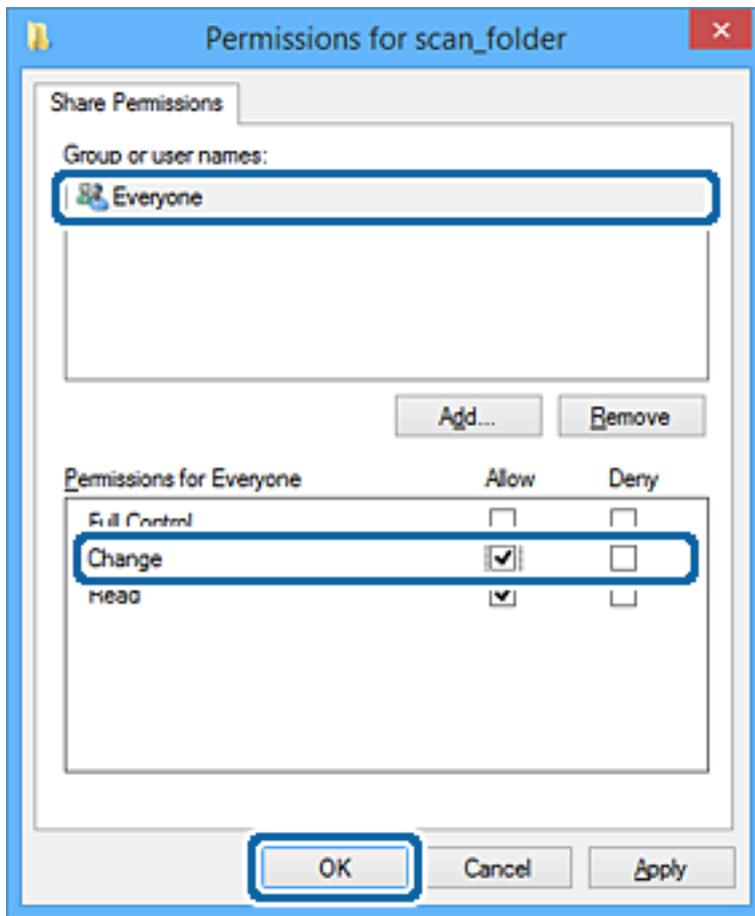 Permissions for scan_folder
Share Permissions
Group or user names:
Everyone
Add... Remove
Permissions for Everyone Allow Deny
Full Control
Change
Read
OK Cancel Apply